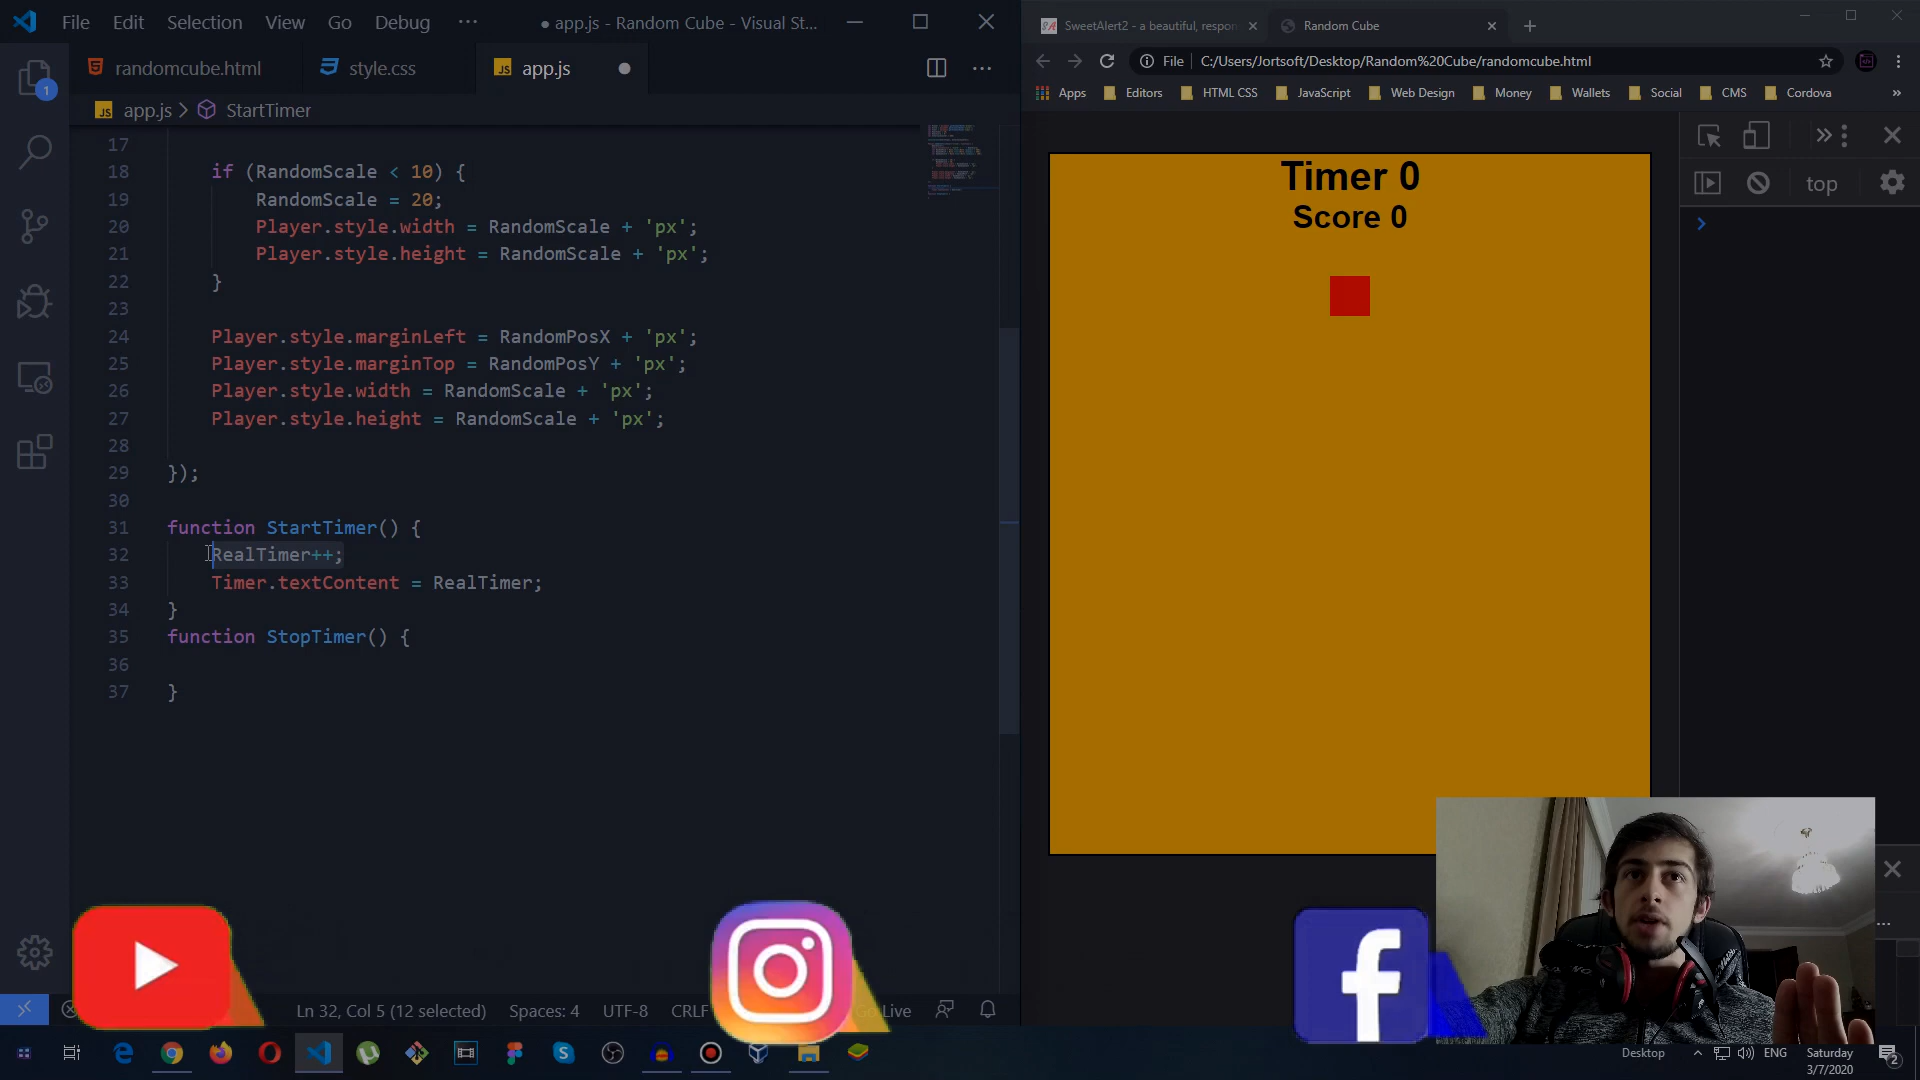 File Edit Selection View Go Debug ···
● app.js - Random Cube - Visual St...
randomcube.html
style.css
JS app.js
JS app.js > StartTimer
17
18 if (RandomScale < 10) {
19 RandomScale = 20;
20 Player.style.width = RandomScale + 'px';
21 Player.style.height = RandomScale + 'px';
22 }
23
24 Player.style.marginLeft = RandomPosX + 'px';
25 Player.style.marginTop = RandomPosY + 'px';
26 Player.style.width = RandomScale + 'px';
27 Player.style.height = RandomScale + 'px';
28
29 });
30
31 function StartTimer() {
32 RealTimer++;
33 Timer.textContent = RealTimer;
34 }
35 function StopTimer() {
36
37 }
1
Ln 32, Col 5 (12 selected) Spaces: 4 UTF-8 CRLF Live
SweetAlert2 - a beautiful, respon
Random Cube
File C:/Users/Jortsoft/Desktop/Random%20Cube/randomcube.html
Apps Editors HTML CSS JavaScript Web Design Money Wallets Social CMS Cordova »
top
Timer 0
Score 0
Desktop ENG
Saturday
3/7/2020
2